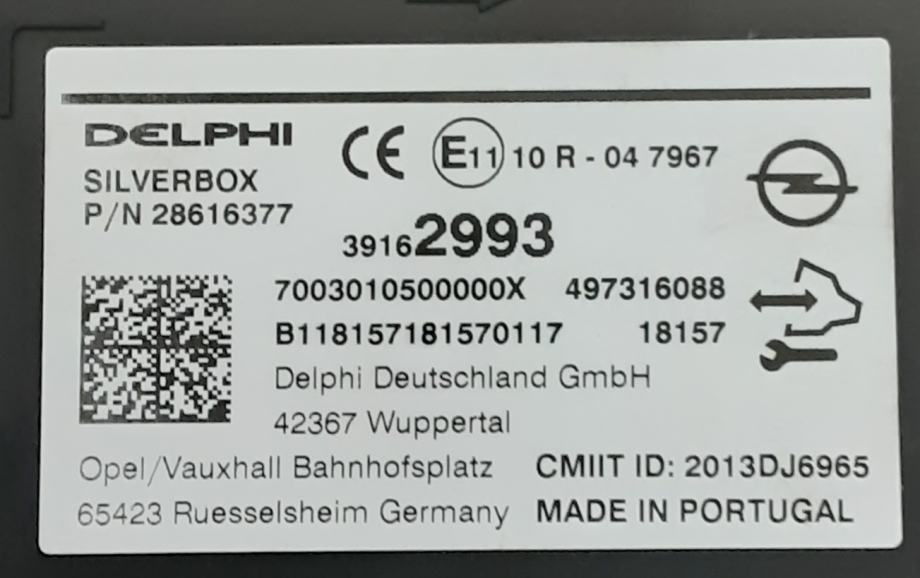 DELPHI
SILVERBOX
P/N 28616377
CE E11 10 R - 04 7967
39162993
7003010500000X 497316088
B118157181570117 18157
Delphi Deutschland GmbH
42367 Wuppertal
Opel/Vauxhall Bahnhofsplatz
65423 Ruesselsheim Germany
CMIIT ID: 2013DJ6965
MADE IN PORTUGAL